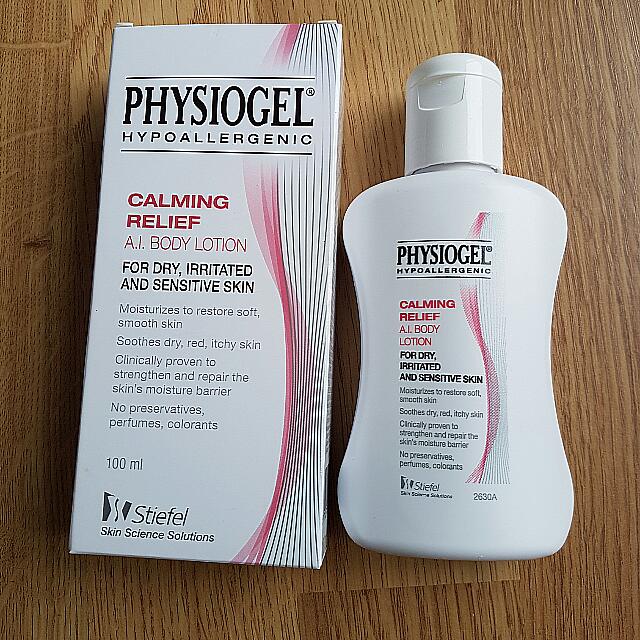 PHYSIOGEL®
HYPOALLERGENIC
CALMING
RELIEF
A.I. BODY LOTION
FOR DRY, IRRITATED
AND SENSITIVE SKIN
Moisturizes to restore soft,
smooth skin
Soothes dry, red, itchy skin
Clinically proven to
strengthen and repair the
skin's moisture barrier
No preservatives,
perfumes, colorants
100 ml
Stiefel
Skin Science Solutions
PHYSIOGEL®
HYPOALLERGENIC
CALMING
RELIEF
A.I. BODY
LOTION
FOR DRY,
IRRITATED
AND SENSITIVE SKIN
Moisturizes to restore soft,
smooth skin
Soothes dry, red, itchy skin
Clinically proven to
strengthen and repair the
skin's moisture barrier
No preservatives,
perfumes, colorants
Stiefel
Skin Science Solutions
2630A